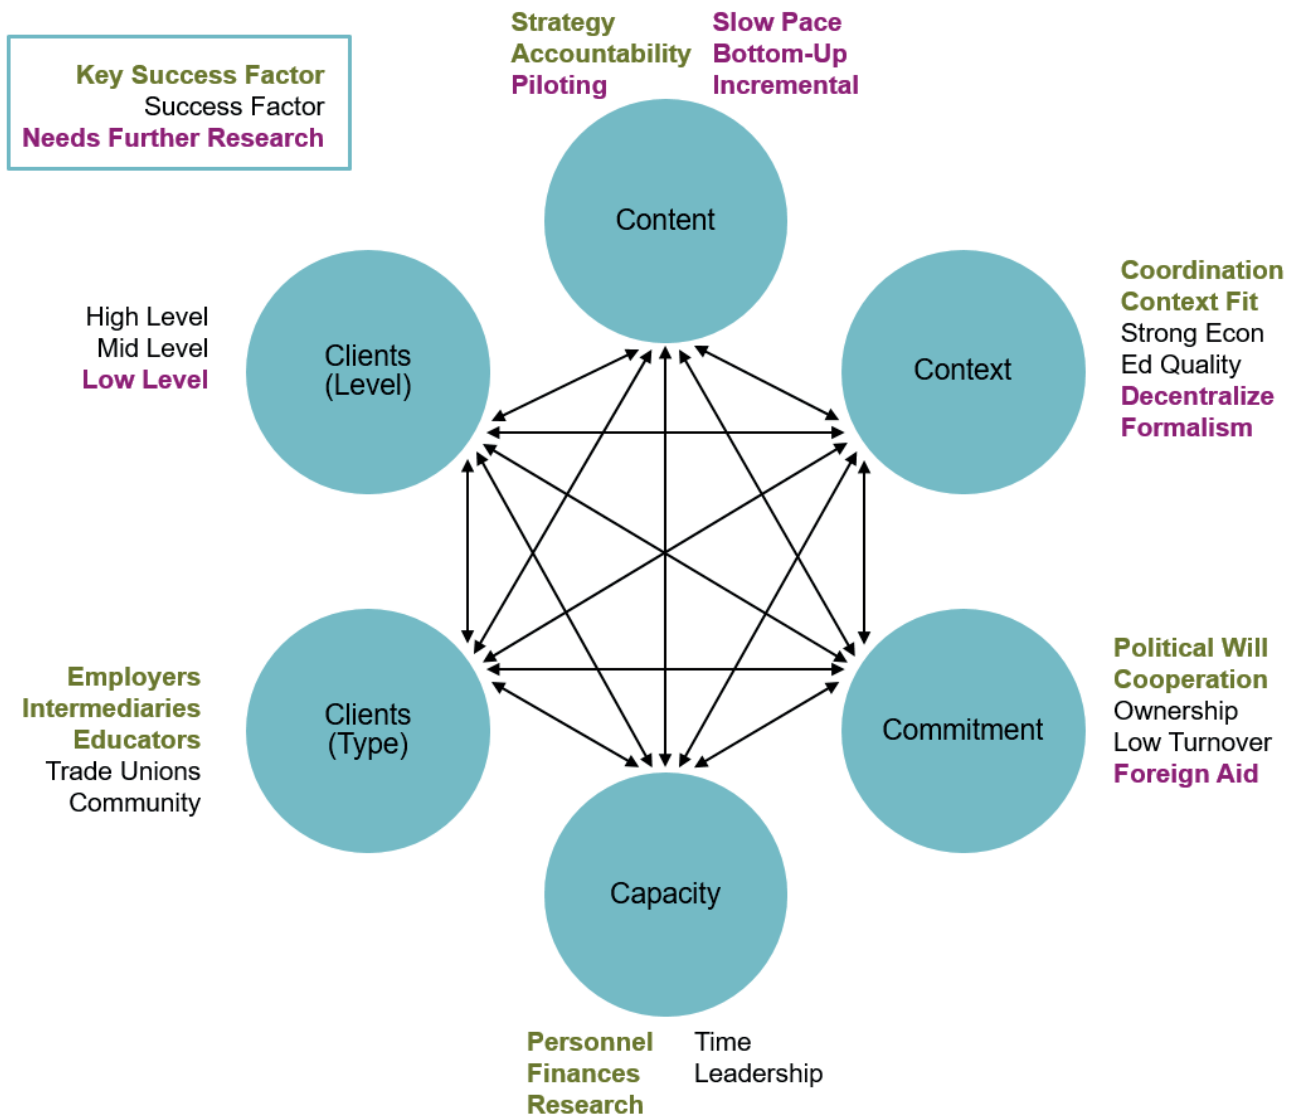 Strategy
Accountability
Piloting
Slow Pace
Bottom-Up
Incremental
Key Success Factor
Success Factor
Needs Further Research
Content
High Level
Mid Level
Low Level
Clients
(Level)
Context
Coordination
Context Fit
Strong Econ
Ed Quality
Decentralize
Formalism
Employers
Intermediaries
Educators
Trade Unions
Community
Clients
(Type)
Commitment
Political Will
Cooperation
Ownership
Low Turnover
Foreign Aid
Capacity
Personnel
Finances
Research
Time
Leadership